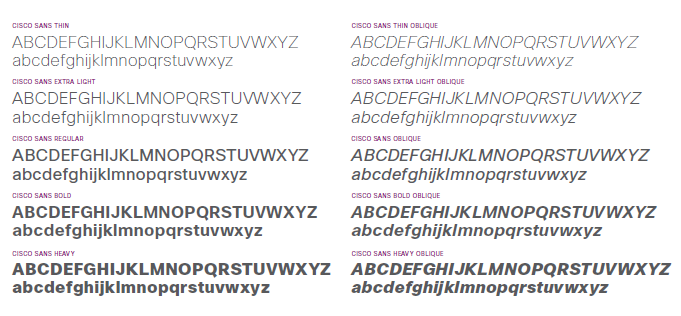 CISCO SANS THIN
ABCDEFGHIJKLMNOPQRSTUVWXYZ
abcdefghijklmnopqrstuvwxyz
CISCO SANS EXTRA LIGHT
ABCDEFGHIJKLMNOPQRSTUVWXYZ
abcdefghijklmnopqrstuvwxyz
CISCO SANS REGULAR
ABCDEFGHIJKLMNOPQRSTUVWXYZ
abcdefghijklmnopqrstuvwxyz
CISCO SANS BOLD
ABCDEFGHIJKLMNOPQRSTUVWXYZ
abcdefghijklmnopqrstuvwxyz
CISCO SANS HEAVY
ABCDEFGHIJKLMNOPQRSTUVWXYZ
abcdefghijklmnopqrstuvwxyz
CISCO SANS THIN OBLIQUE
ABCDEFGHIJKLMNOPQRSTUVWXYZ
abcdefghijklmnopqrstuvwxyz
CISCO SANS EXTRA LIGHT OBLIQUE
ABCDEFGHIJKLMNOPQRSTUVWXYZ
abcdefghijklmnopqrstuvwxyz
CISCO SANS OBLIQUE
ABCDEFGHIJKLMNOPQRSTUVWXYZ
abcdefghijklmnopqrstuvwxyz
CISCO SANS BOLD OBLIQUE
ABCDEFGHIJKLMNOPQRSTUVWXYZ
abcdefghijklmnopqrstuvwxyz
CISCO SANS HEAVY OBLIQUE
ABCDEFGHIJKLMNOPQRSTUVWXYZ
abcdefghijklmnopqrstuvwxyz